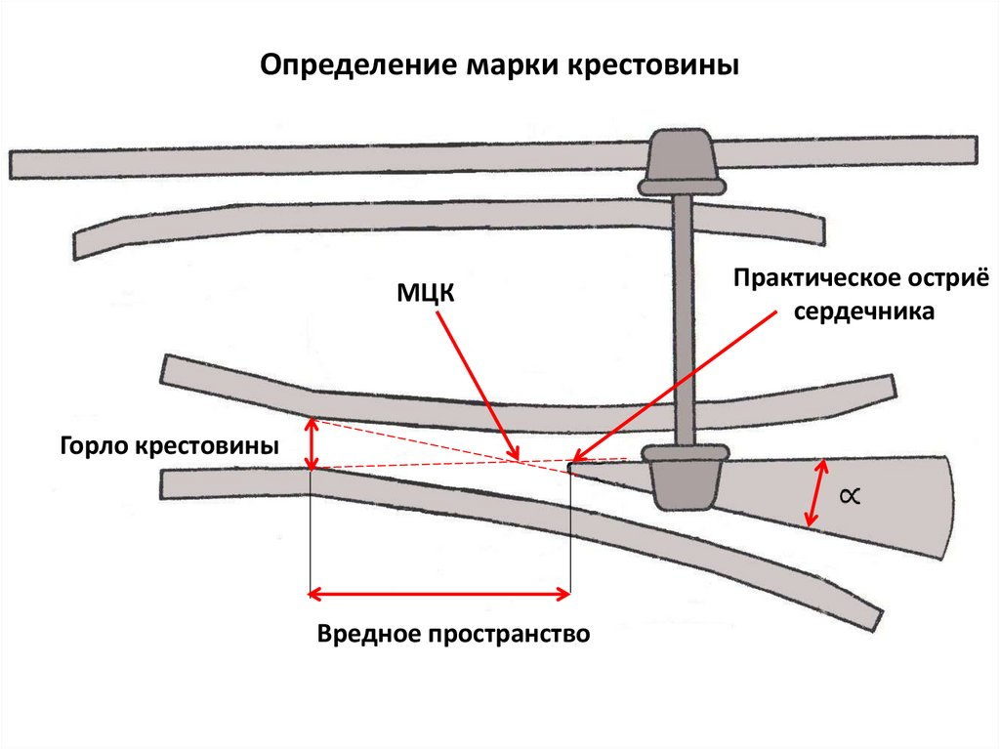 Определение марки крестовины
МЦК
Практическое остриё
сердечника
Горло крестовины
∝
Вредное пространство